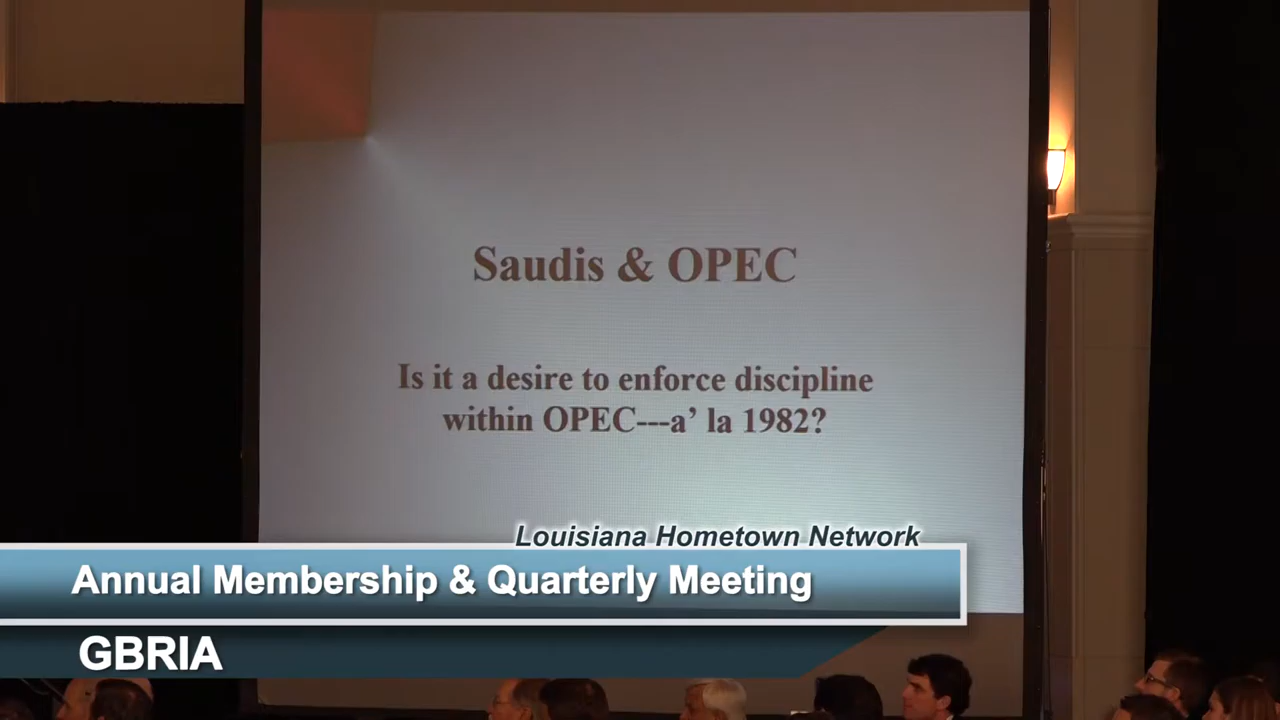 Saudis & OPEC
Is it a desire to enforce discipline
within OPEC---a’ la 1982?
Louisiana Hometown Network
Annual Membership & Quarterly Meeting
GBRIA